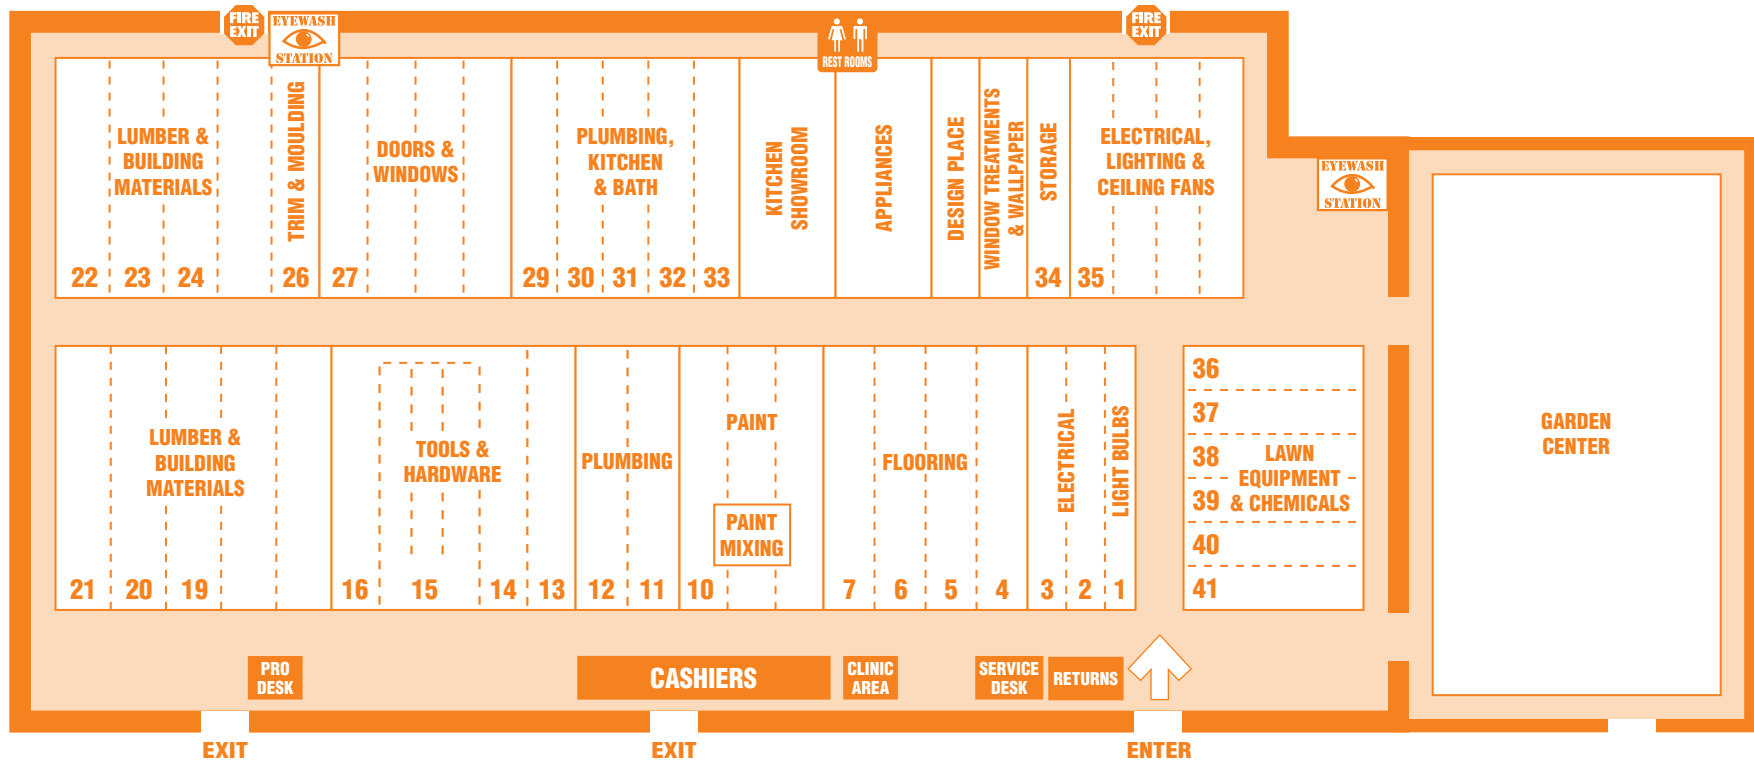 FIRE
EXIT
EYEWASH
STATION
REST ROOMS
FIRE
EXIT
LUMBER &
BUILDING
MATERIALS
TRIM & MOULDING
DOORS &
WINDOWS
PLUMBING,
KITCHEN
& BATH
KITCHEN
SHOWROOM
APPLIANCES
DESIGN PLACE
WINDOW TREATMENTS
& WALLPAPER
STORAGE
ELECTRICAL,
LIGHTING &
CEILING FANS
EYEWASH
STATION
22 23 24 26 27 29 30 31 32 33 34 35
LUMBER &
BUILDING
MATERIALS
TOOLS &
HARDWARE
PLUMBING
PAINT
PAINT
MIXING
FLOORING
ELECTRICAL
LIGHT BULBS
36
37
38
39
40
41
LAWN
EQUIPMENT
& CHEMICALS
GARDEN
CENTER
21 20 19 16 15 14 13 12 11 10 7 6 5 4 3 2 1
PRO
DESK
CASHIERS
CLINIC
AREA
SERVICE
DESK
RETURNS
EXIT
EXIT
ENTER